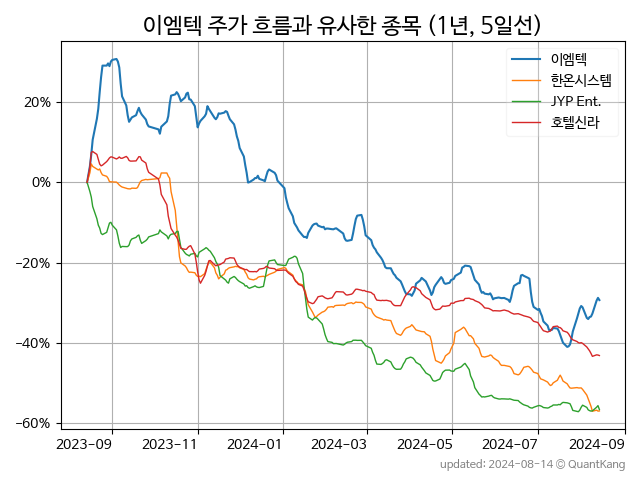 이엠텍 주가 흐름과 유사한 종목 (1년, 5일선)
이엠텍
한온시스템
JYP Ent.
호텔신라
20%
0%
−20%
−40%
−60%
2023-09 2023-11 2024-01 2024-03 2024-05 2024-07 2024-09
updated: 2024-08-14 © QuantKang